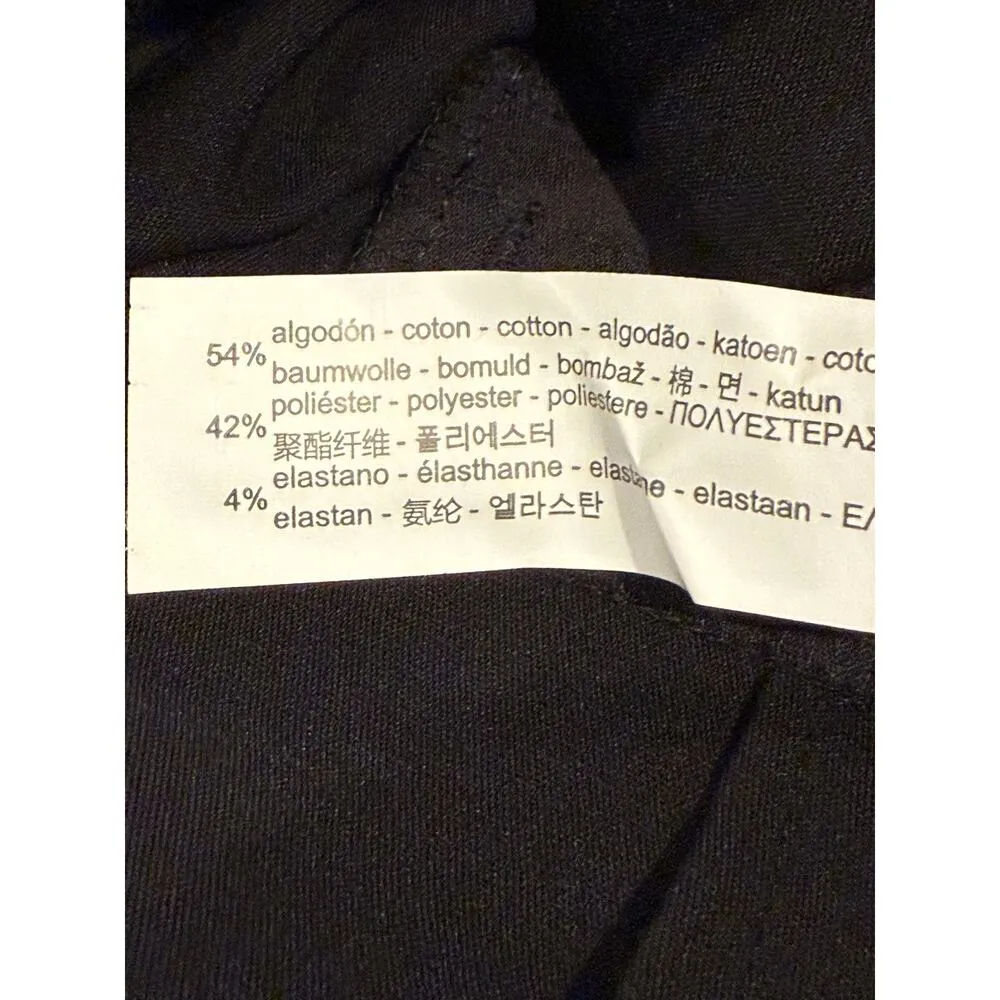 54% algodón - coton - cotton - algodão - katoen - coto
baumwolle - bomuld - bombaž - 棉 - 면 - katun
42% poliéster - polyester - poliestere - ΠΟΛΥΕΣΤΕΡΑΣ
聚酯纤维 - 폴리에스터
4% elastano - élasthanne - elastane - elastaan - ΕΛ
elastan - 氨纶 - 엘라스탄